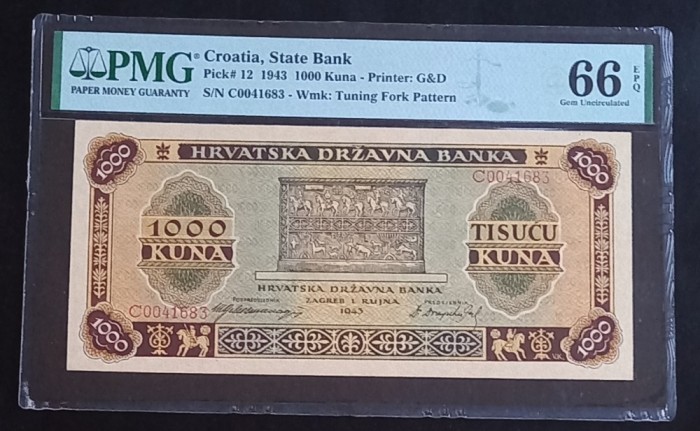 PMG®
PAPER MONEY GUARANTY
Croatia, State Bank
Pick# 12 1943 1000 Kuna - Printer: G&D
S/N C0041683 - Wmk: Tuning Fork Pattern
66 EPQ
Gem Uncirculated
1000 HRVATSKA DRŽAVNA BANKA 1000
C0041683
1000 KUNA
TISUĆU KUNA
HRVATSKA DRŽAVNA BANKA
ZAGREB 1. RUJNA
1943
C0041683
1000 1000